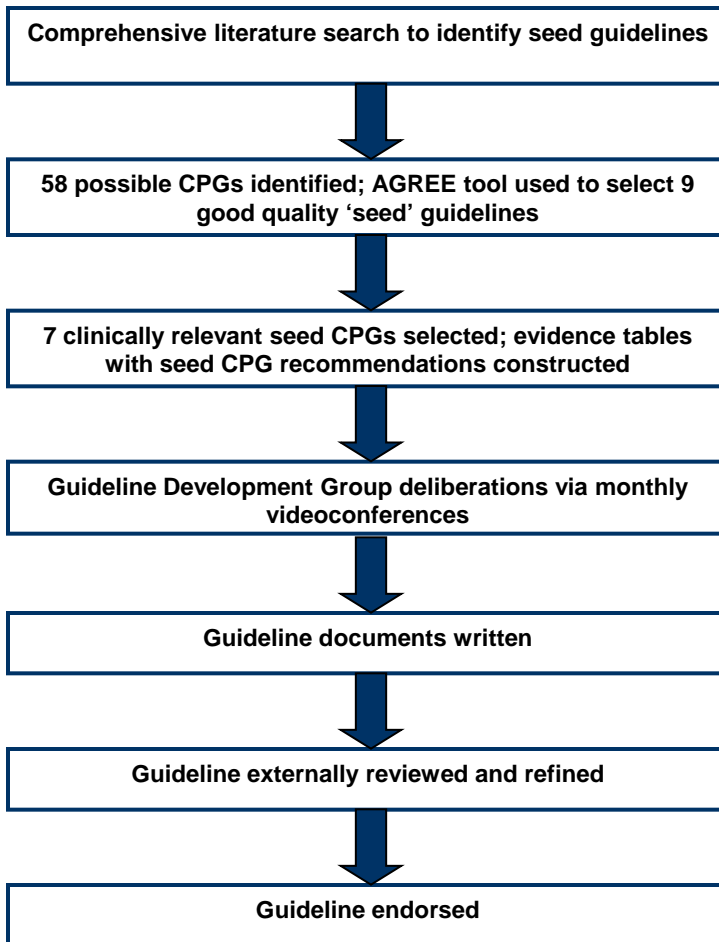 Comprehensive literature search to identify seed guidelines
58 possible CPGs identified; AGREE tool used to select 9
good quality ‘seed’ guidelines
7 clinically relevant seed CPGs selected; evidence tables
with seed CPG recommendations constructed
Guideline Development Group deliberations via monthly
videoconferences
Guideline documents written
Guideline externally reviewed and refined
Guideline endorsed